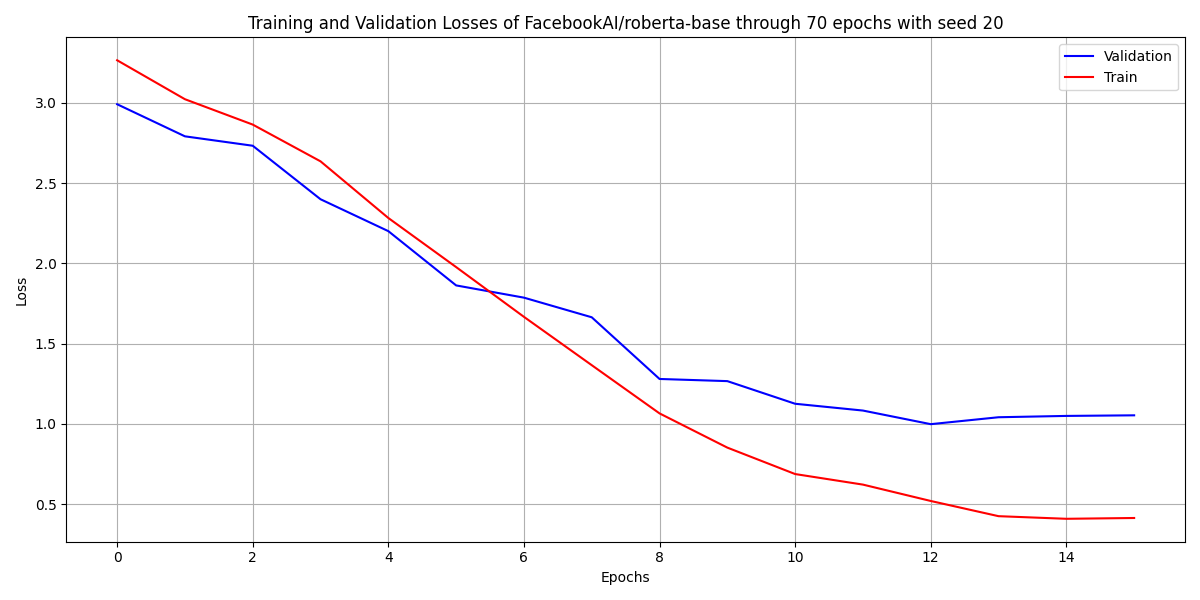 Training and Validation Losses of FacebookAI/roberta-base through 70 epochs with seed 20
Validation
Train
3.0
2.5
2.0
1.5
1.0
0.5
Loss
0 2 4 6 8 10 12 14
Epochs